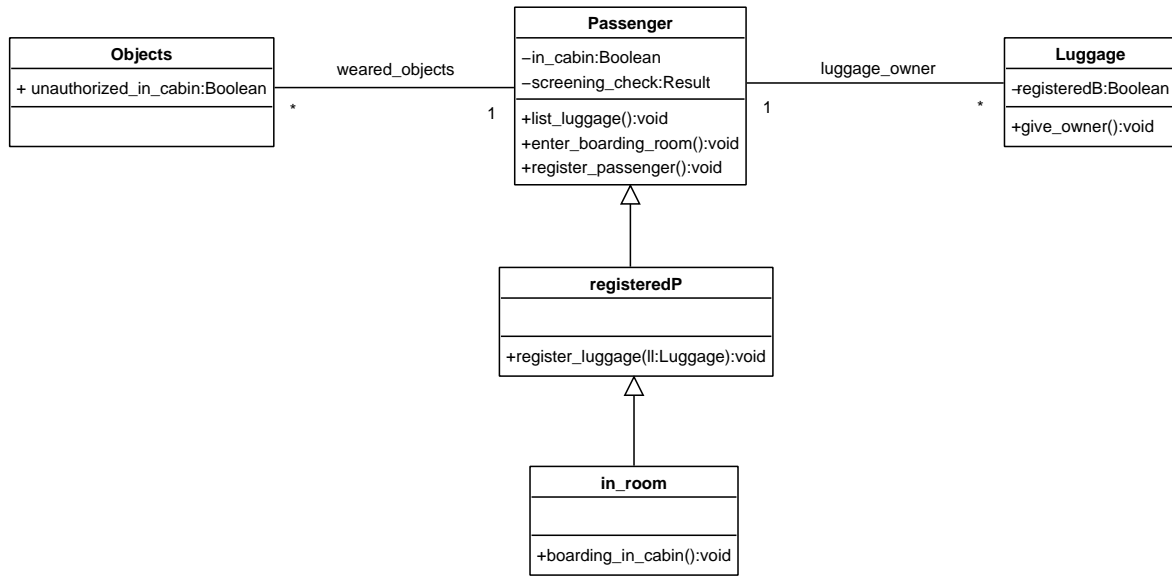 Objects
+ unauthorized_in_cabin:Boolean
weared_objects
*
1
Passenger
−in_cabin:Boolean
−screening_check:Result
+list_luggage():void
+enter_boarding_room():void
+register_passenger():void
luggage_owner
1
*
Luggage
−registeredB:Boolean
+give_owner():void
registeredP
+register_luggage(ll:Luggage):void
in_room
+boarding_in_cabin():void